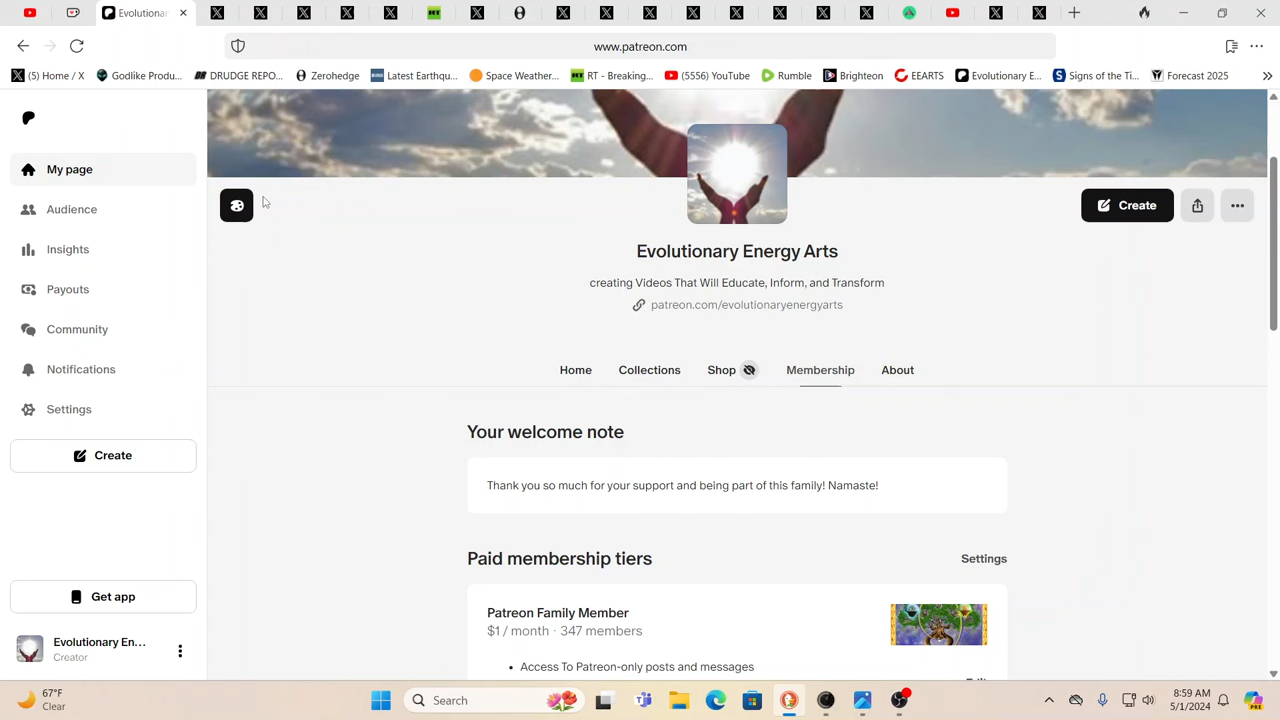 Evolutionary
www.patreon.com
(5) Home / X
Godlike Produ...
DRUDGE REPO...
Zerohedge
Latest Earthqu...
Space Weather...
RT - Breaking...
(5556) YouTube
Rumble
Brighteon
EEARTS
Evolutionary E...
Signs of the Ti...
Forecast 2025
My page
Audience
Insights
Payouts
Community
Notifications
Settings
Create
Get app
Evolutionary En...
Creator
Create
Evolutionary Energy Arts
creating Videos That Will Educate, Inform, and Transform
patreon.com/evolutionaryenergyarts
Home Collections Shop Membership About
Your welcome note
Thank you so much for your support and being part of this family! Namaste!
Paid membership tiers
Settings
Patreon Family Member
$1 / month · 347 members
• Access To Patreon-only posts and messages
67°F
Clear
Search
8:59 AM
5/1/2024